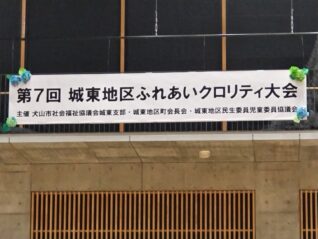 第7回 城東地区ふれあいクロリティ大会
主催 犬山市社会福祉協議会城東支部・城東地区町会長会・城東地区民生委員児童委員協議会